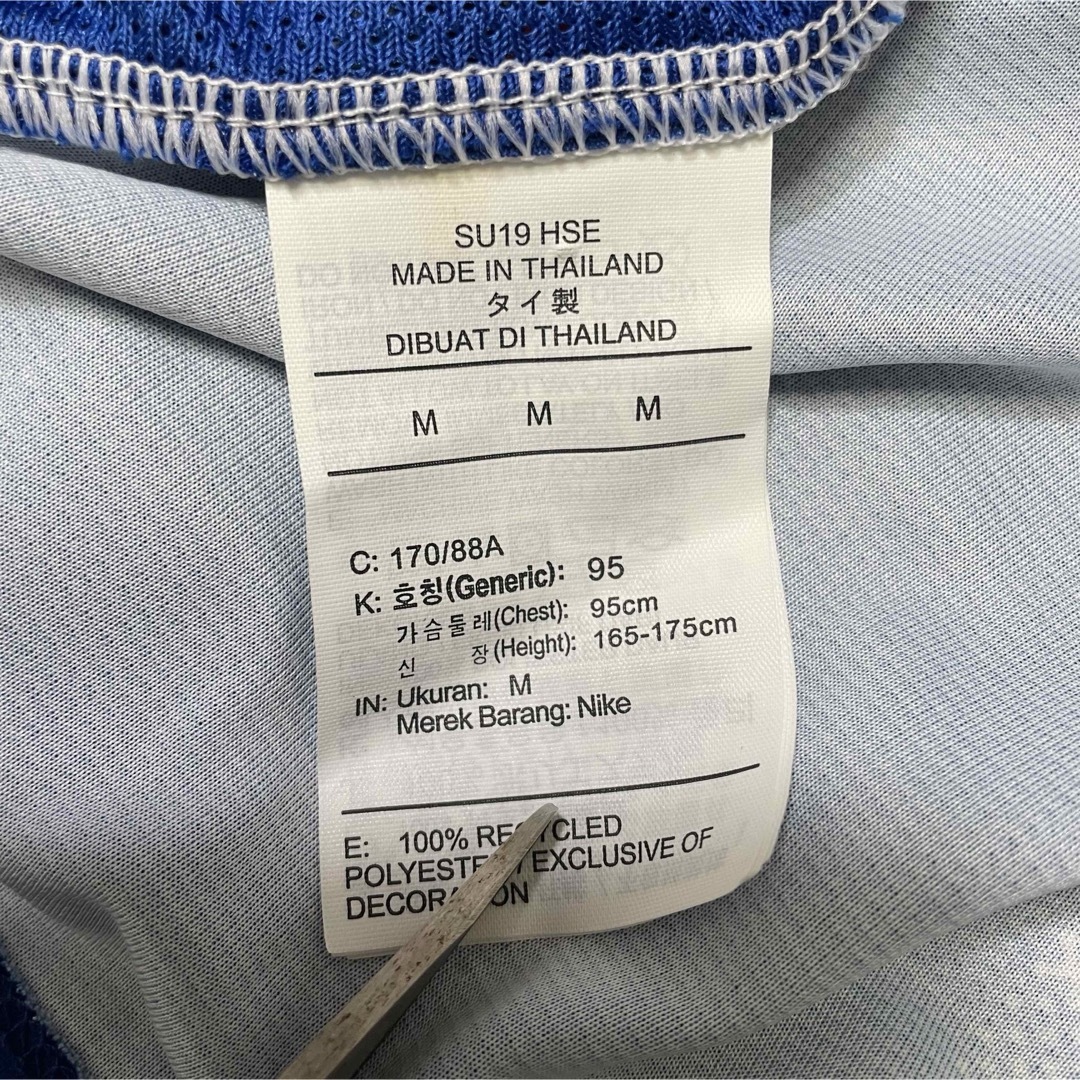 SU19 HSE
MADE IN THAILAND
タイ製
DIBUAT DI THAILAND
M M M
C: 170/88A
K: 호칭(Generic): 95
가슴둘레(Chest): 95cm
신 장(Height): 165-175cm
IN: Ukuran: M
Merek Barang: Nike
E: 100% RECYCLED
POLYESTER / EXCLUSIVE OF
DECORATION